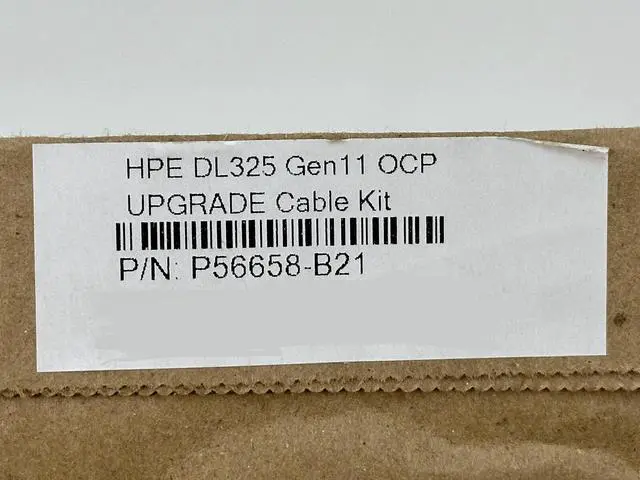 HPE DL325 Gen11 OCP
UPGRADE Cable Kit
P/N: P56658-B21